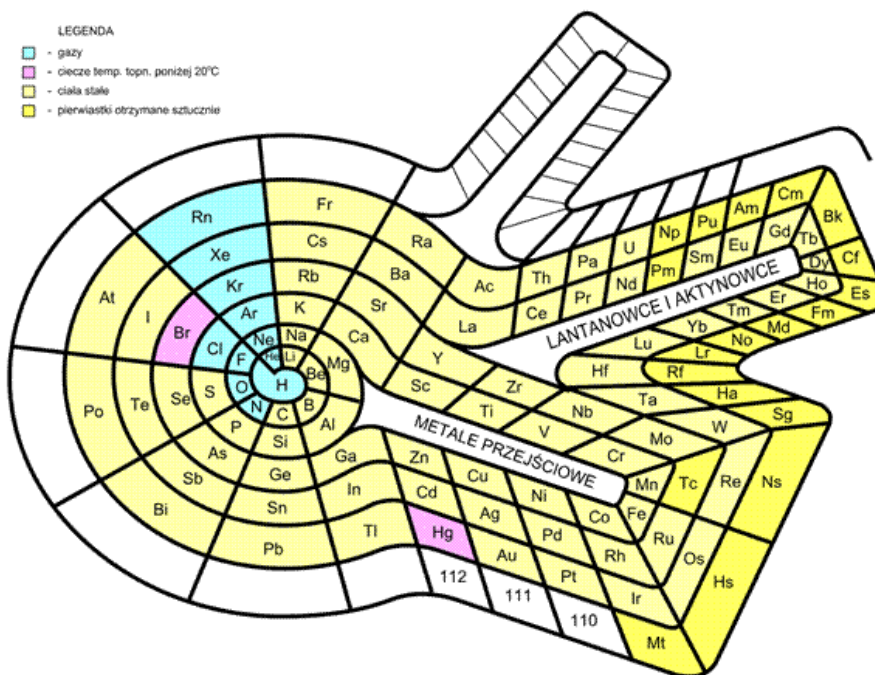 LEGENDA
- gazy
- ciecze temp. topn. poniżej 20°C
- ciała stałe
- pierwiastki otrzymane sztucznie
Rn Fr
Xe Cs Ra
Kr Rb Ba
Ar K Sr
Ne Na Ca
He Li Mg
At I Br Cl F H Be
Po Te Se S O N C B Al
P Si
As Ge Ga Zn Cu Ni Co Fe Mn Tc Re Ns
Sb Sn In Cd Ag Pd Rh Ru Os Hs
Bi Pb Tl Hg Au Pt Ir Mt
112 111 110
Ac Th Pa U Np Pu Am Cm Bk Cf
La Ce Pr Nd Pm Sm Eu Gd Tb Dy Es
LANTANOWCE I AKTYNOWCE
Lu Yb Tm Er Ho
Lr No Md Fm
Y Zr Hf Rf
Sc Ti Nb Ta Ha
V Mo W Sg
Cr
METALE PRZEJŚCIOWE